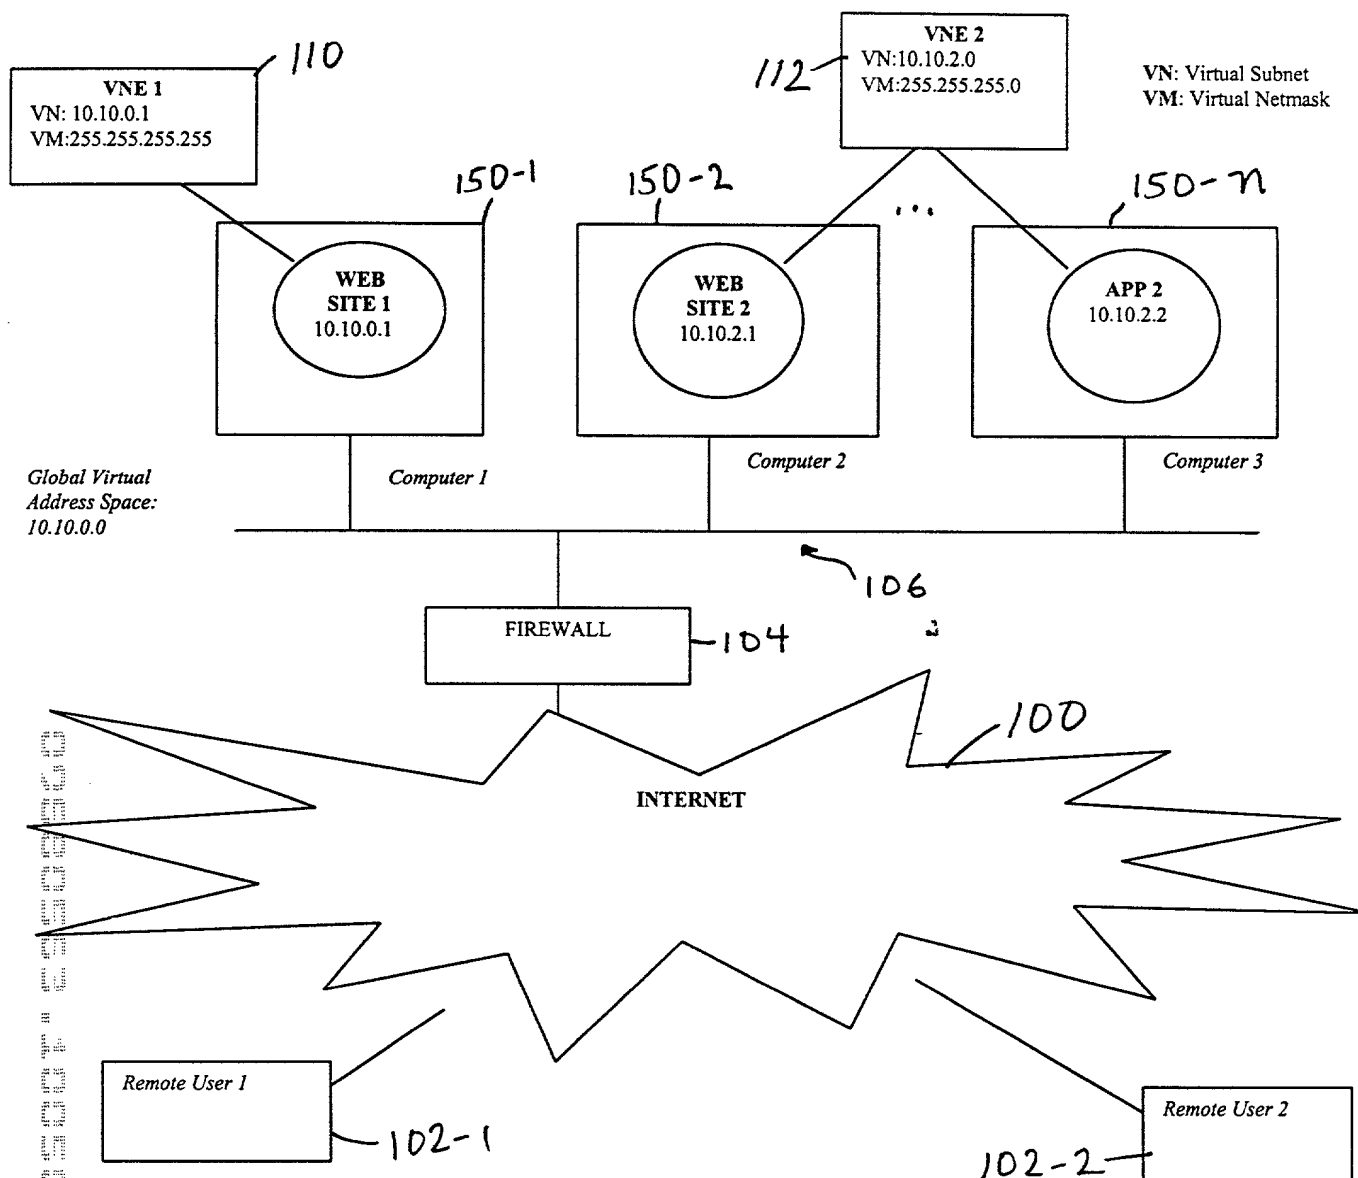 110
VNE 1
VN: 10.10.0.1
VM:255.255.255.255
112
VNE 2
VN:10.10.2.0
VM:255.255.255.0
VN: Virtual Subnet
VM: Virtual Netmask
150-1
150-2
...
150-n
WEB
SITE 1
10.10.0.1
WEB
SITE 2
10.10.2.1
APP 2
10.10.2.2
Global Virtual
Address Space:
10.10.0.0
Computer 1
Computer 2
Computer 3
106
FIREWALL
104
100
INTERNET
Remote User 1
102-1
Remote User 2
102-2